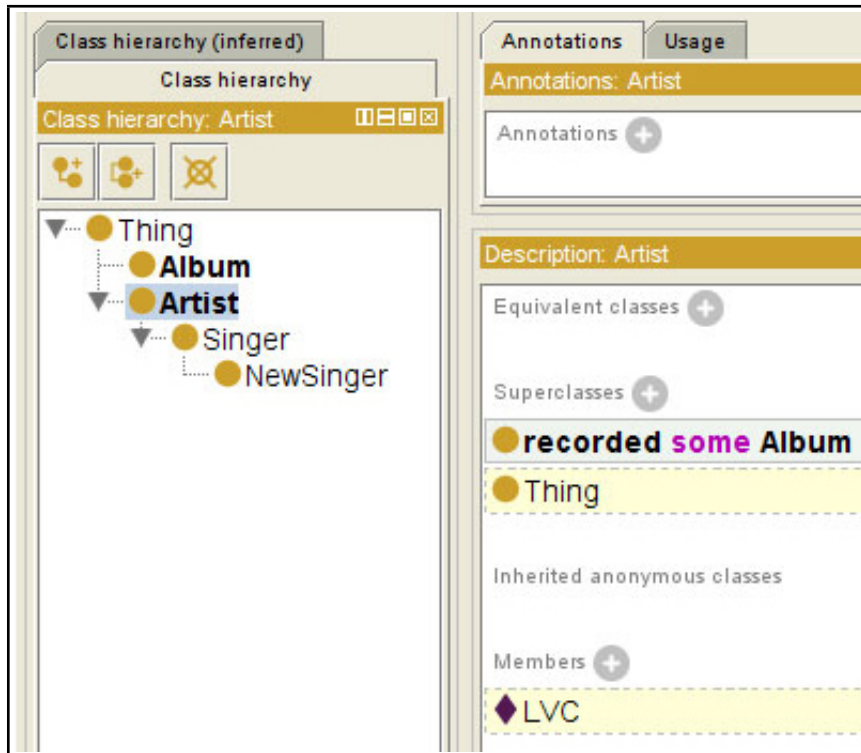 Class hierarchy (inferred)
Class hierarchy
Class hierarchy: Artist
Thing
Album
Artist
Singer
NewSinger
Annotations Usage
Annotations: Artist
Annotations
Description: Artist
Equivalent classes
Superclasses
recorded some Album
Thing
Inherited anonymous classes
Members
LVC